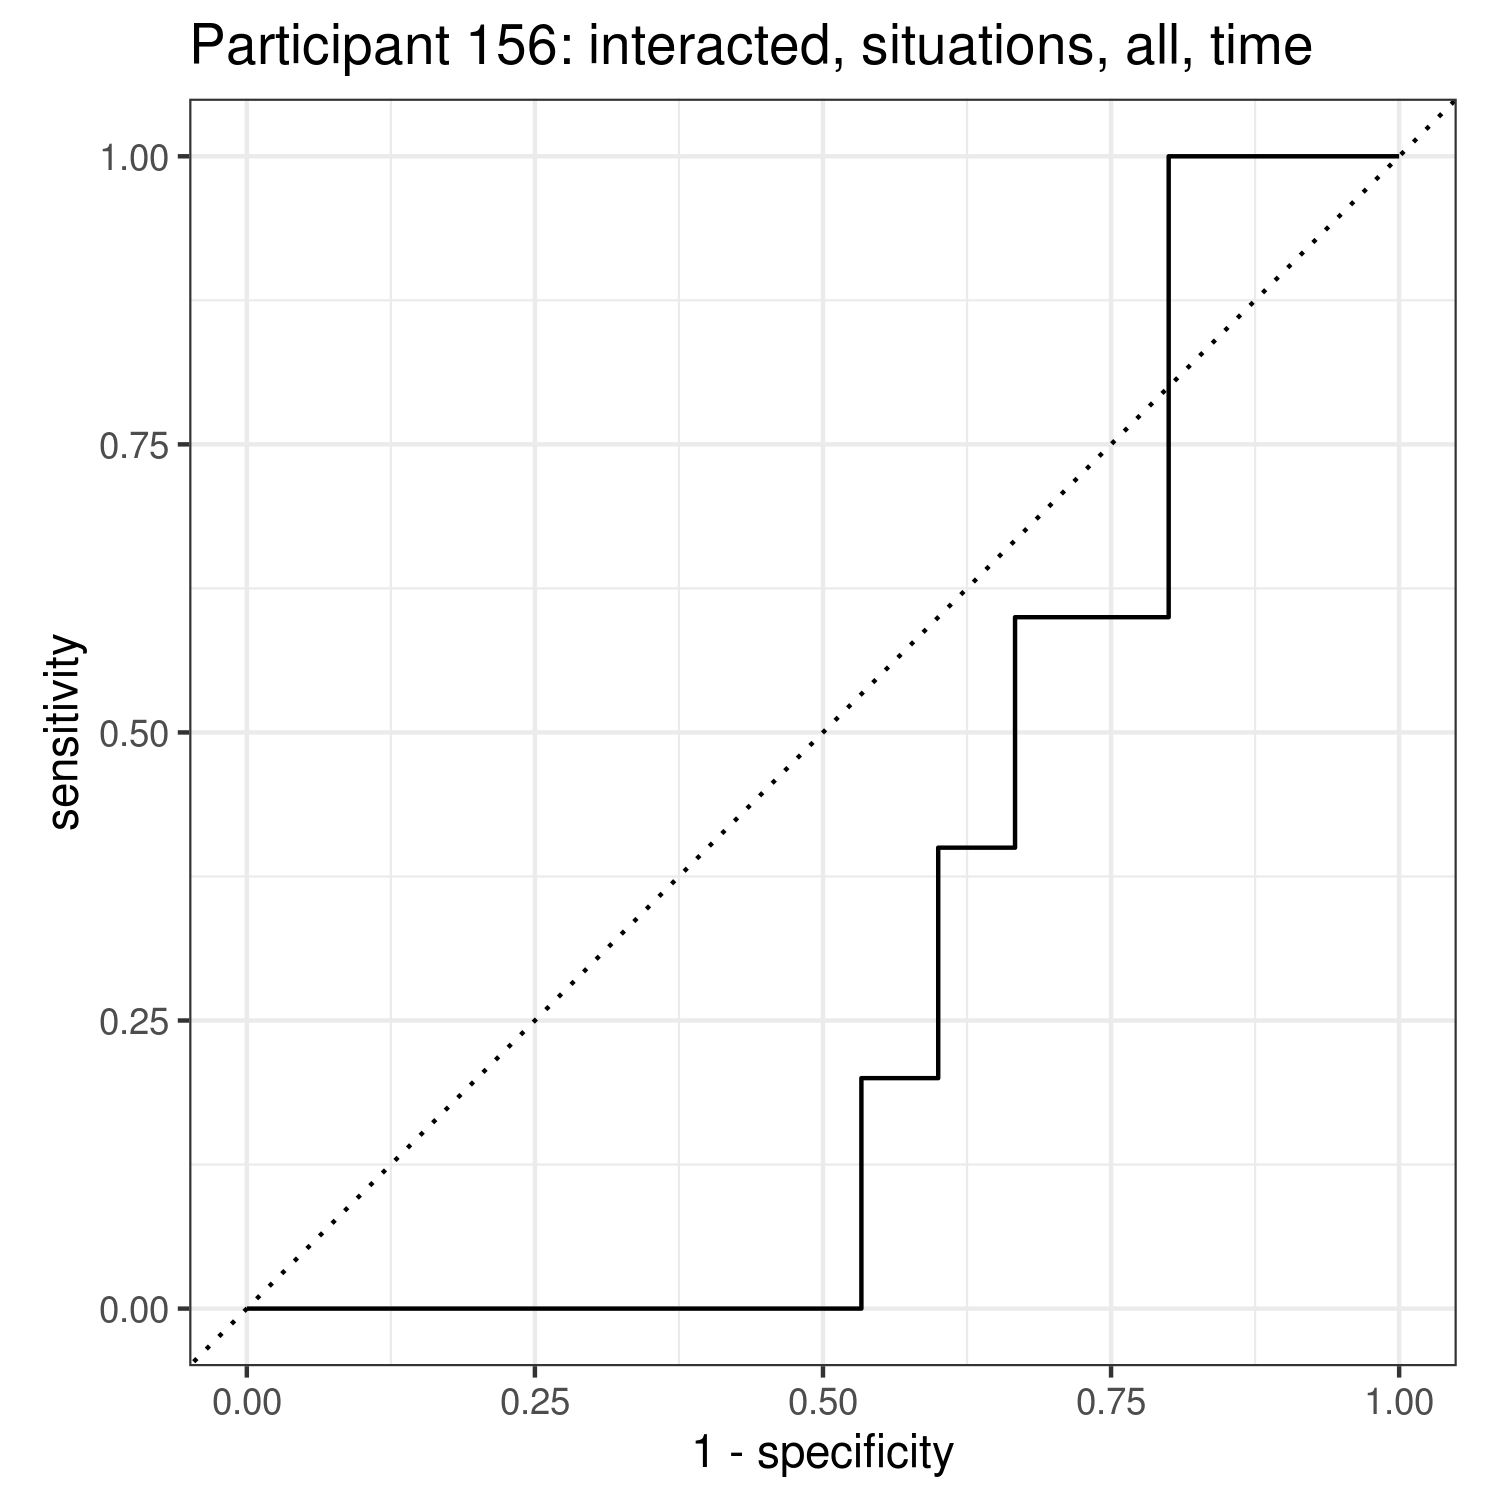 Participant 156: interacted, situations, all, time
1.00
0.75
0.50
0.25
0.00
sensitivity
0.00 0.25 0.50 0.75 1.00
1 - specificity